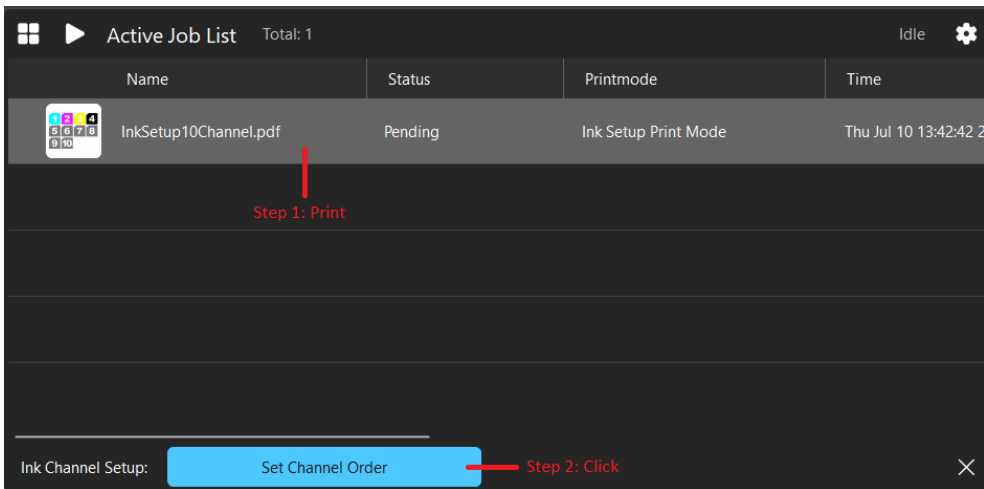 Active Job List Total: 1 Idle
Name Status Printmode Time
1 2 3 4
5 6 7 8
9 10
InkSetup10Channel.pdf Pending Ink Setup Print Mode Thu Jul 10 13:42:42 2
Step 1: Print
Ink Channel Setup: Set Channel Order Step 2: Click